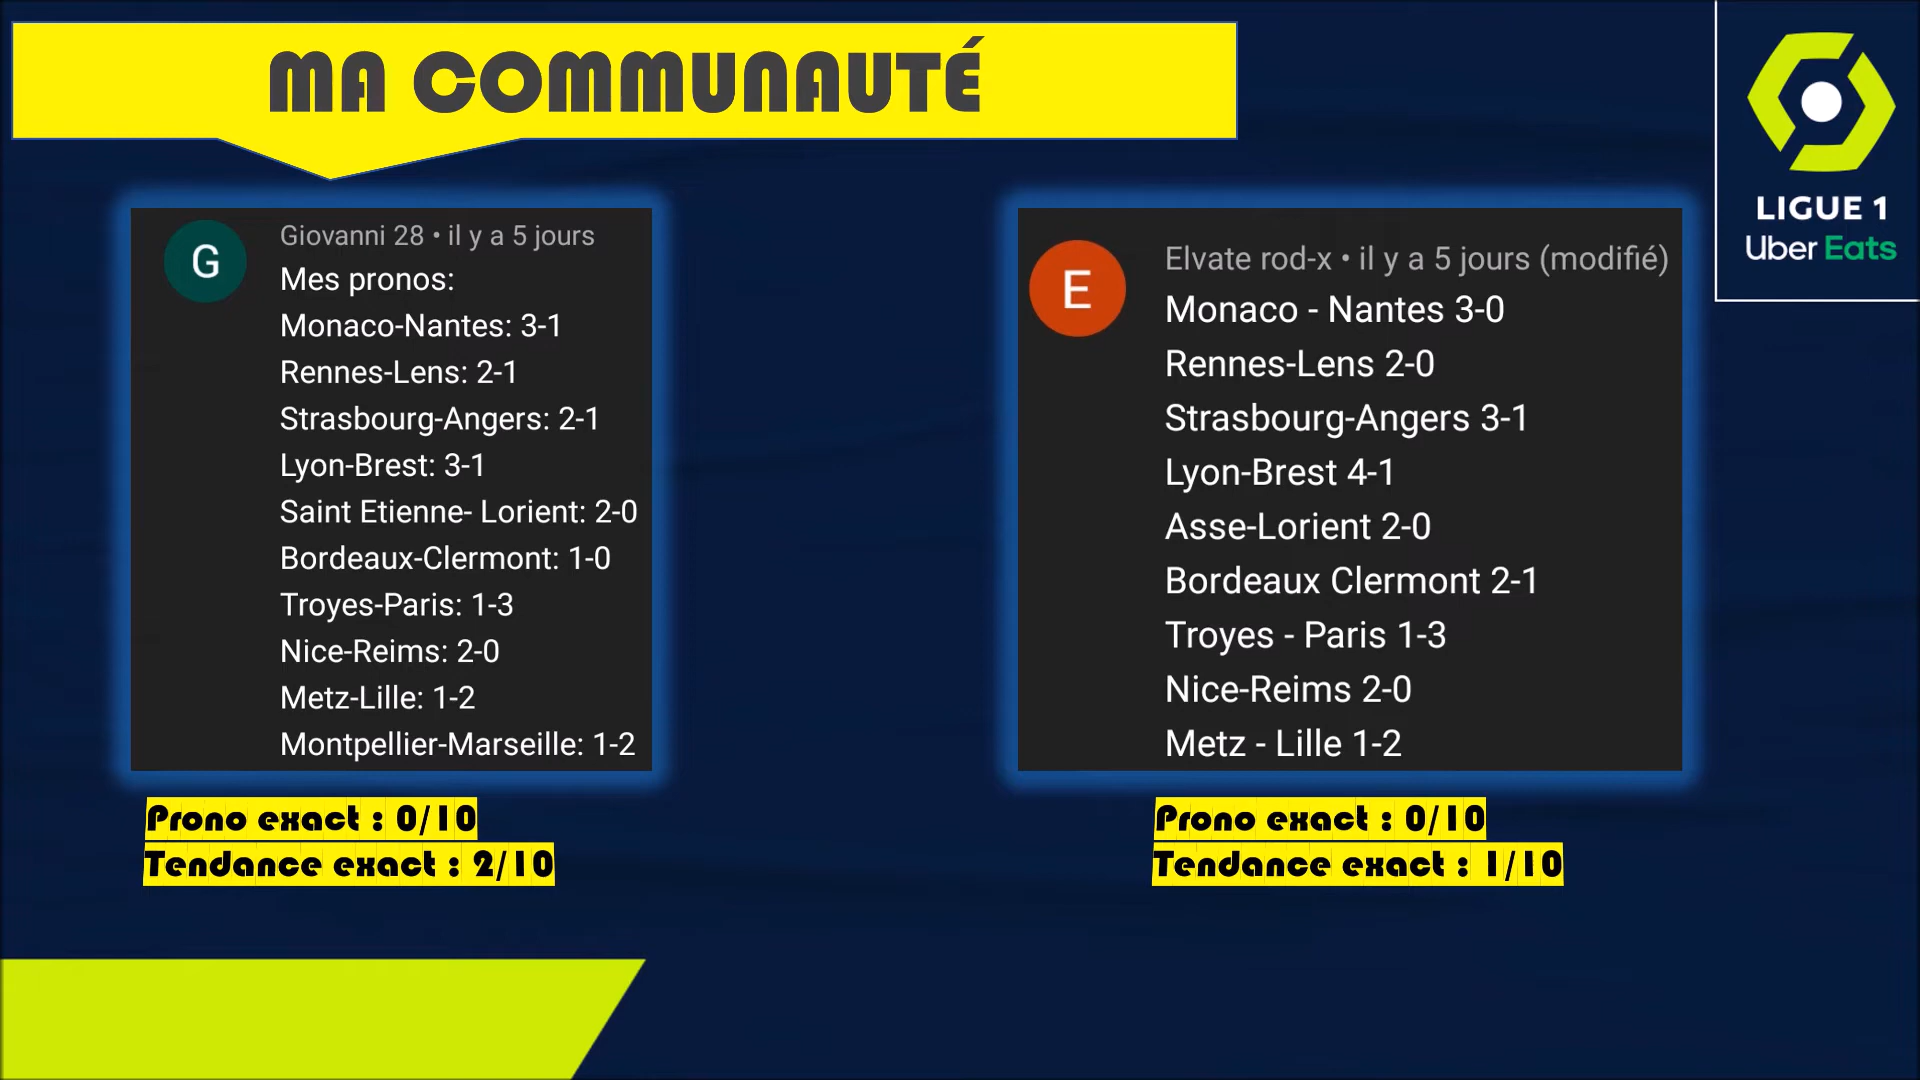 MA COMMUNAUTÉ
LIGUE 1
Uber Eats
G
Giovanni 28 • il y a 5 jours
Mes pronos:
Monaco-Nantes: 3-1
Rennes-Lens: 2-1
Strasbourg-Angers: 2-1
Lyon-Brest: 3-1
Saint Etienne- Lorient: 2-0
Bordeaux-Clermont: 1-0
Troyes-Paris: 1-3
Nice-Reims: 2-0
Metz-Lille: 1-2
Montpellier-Marseille: 1-2
Prono exact : 0/10
Tendance exact : 2/10
E
Elvate rod-x • il y a 5 jours (modifié)
Monaco - Nantes 3-0
Rennes-Lens 2-0
Strasbourg-Angers 3-1
Lyon-Brest 4-1
Asse-Lorient 2-0
Bordeaux Clermont 2-1
Troyes - Paris 1-3
Nice-Reims 2-0
Metz - Lille 1-2
Prono exact : 0/10
Tendance exact : 1/10